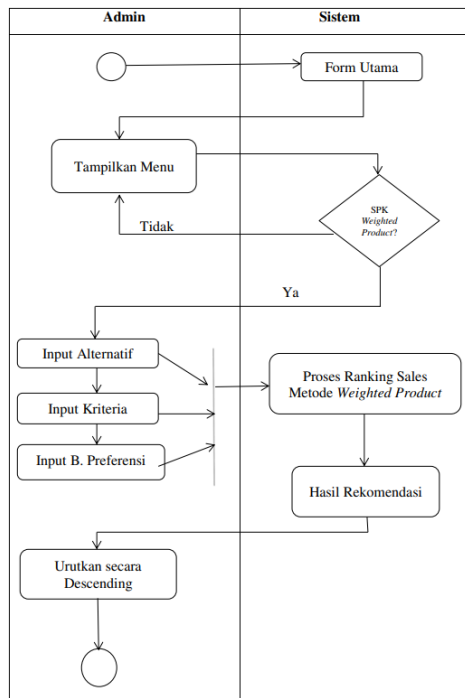 Admin
Sistem
Form Utama
Tampilkan Menu
SPK
Weighted
Product?
Tidak
Ya
Input Alternatif
Proses Ranking Sales
Metode Weighted Product
Input Kriteria
Input B. Preferensi
Hasil Rekomendasi
Urutkan secara
Descending